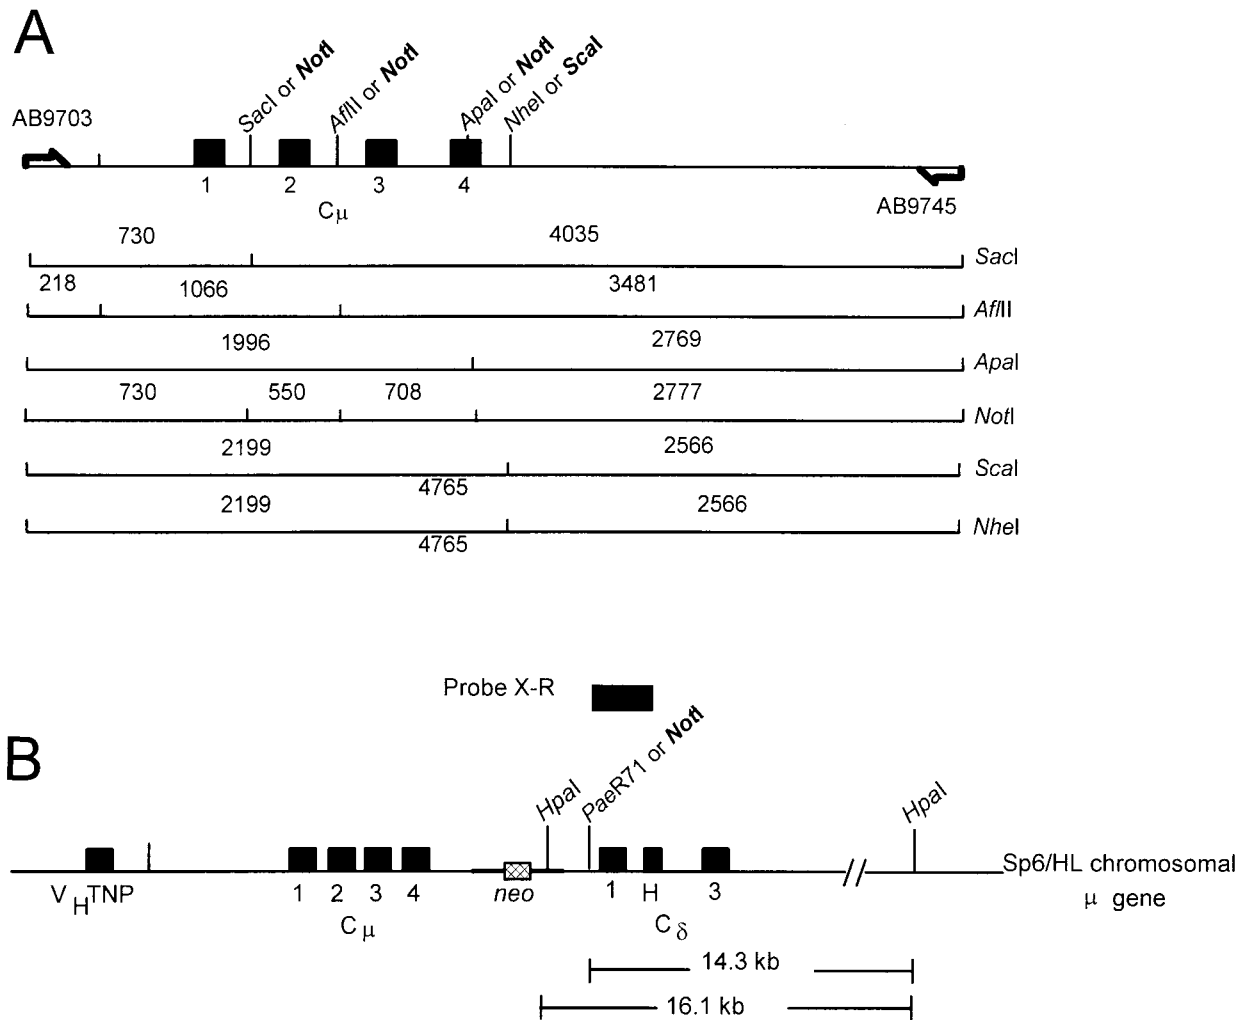 A
AB9703
SacI or NotI
AflII or NotI
ApaI or NotI
NheI or ScaI
1 2 3 4
Cμ
AB9745
730 4035 SacI
218 1066 3481 AflII
1996 2769 ApaI
730 550 708 2777 NotI
2199 2566 ScaI
4765
2199 2566 NheI
4765
Probe X-R
B
HpaI
PaeR71 or NotI
HpaI
Sp6/HL chromosomal
μ gene
VHTNP 1 2 3 4 neo 1 H 3
Cμ Cδ
14.3 kb
16.1 kb